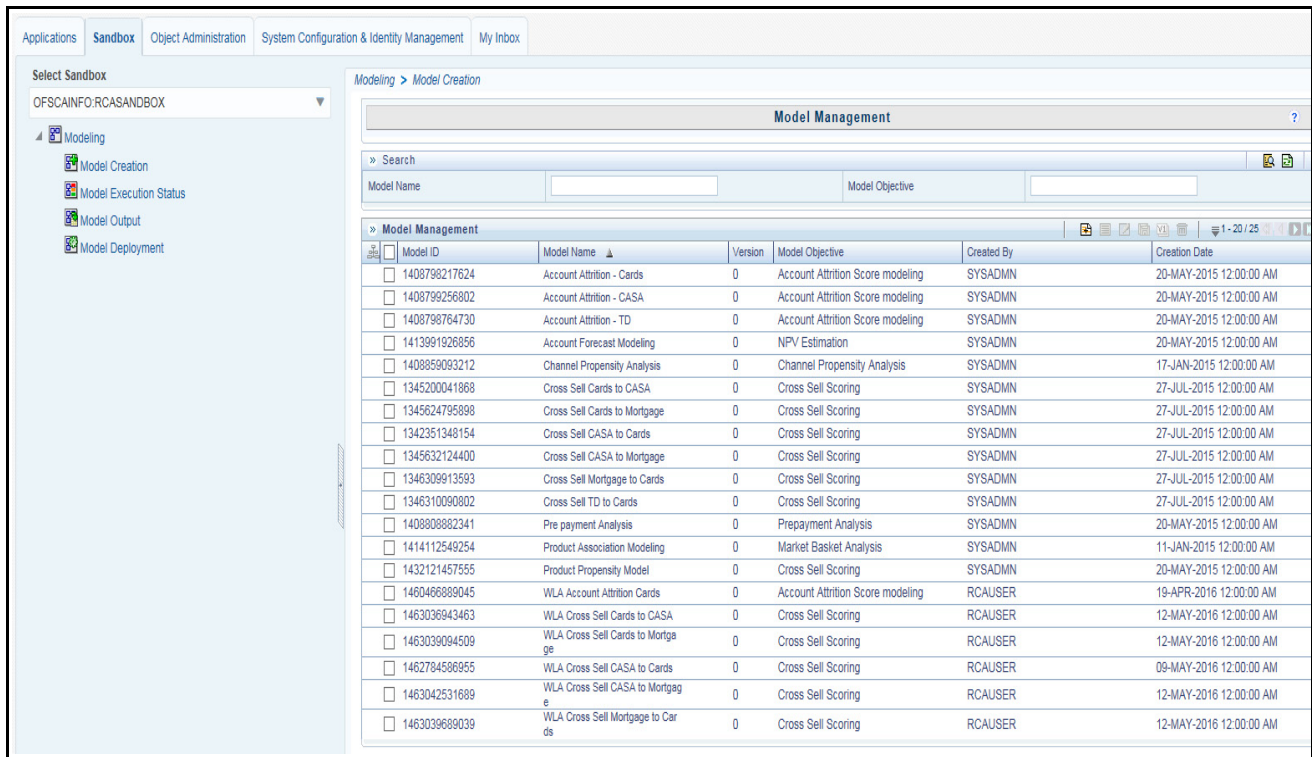 Applications Sandbox Object Administration System Configuration & Identity Management My Inbox
Select Sandbox
OFSCAINFO:RCASANDBOX
Modeling
Model Creation
Model Execution Status
Model Output
Model Deployment
Modeling > Model Creation
Model Management ?
» Search
Model Name Model Objective
» Model Management V1 1 - 20 / 25
Model ID Model Name Version Model Objective Created By Creation Date
1408798217624 Account Attrition - Cards 0 Account Attrition Score modeling SYSADMN 20-MAY-2015 12:00:00 AM
1408799256802 Account Attrition - CASA 0 Account Attrition Score modeling SYSADMN 20-MAY-2015 12:00:00 AM
1408798764730 Account Attrition - TD 0 Account Attrition Score modeling SYSADMN 20-MAY-2015 12:00:00 AM
1413991926856 Account Forecast Modeling 0 NPV Estimation SYSADMN 20-MAY-2015 12:00:00 AM
1408859093212 Channel Propensity Analysis 0 Channel Propensity Analysis SYSADMN 17-JAN-2015 12:00:00 AM
1345200041868 Cross Sell Cards to CASA 0 Cross Sell Scoring SYSADMN 27-JUL-2015 12:00:00 AM
1345624795898 Cross Sell Cards to Mortgage 0 Cross Sell Scoring SYSADMN 27-JUL-2015 12:00:00 AM
1342351348154 Cross Sell CASA to Cards 0 Cross Sell Scoring SYSADMN 27-JUL-2015 12:00:00 AM
1345632124400 Cross Sell CASA to Mortgage 0 Cross Sell Scoring SYSADMN 27-JUL-2015 12:00:00 AM
1346309913593 Cross Sell Mortgage to Cards 0 Cross Sell Scoring SYSADMN 27-JUL-2015 12:00:00 AM
1346310090802 Cross Sell TD to Cards 0 Cross Sell Scoring SYSADMN 27-JUL-2015 12:00:00 AM
1408808882341 Pre payment Analysis 0 Prepayment Analysis SYSADMN 20-MAY-2015 12:00:00 AM
1414112549254 Product Association Modeling 0 Market Basket Analysis SYSADMN 11-JAN-2015 12:00:00 AM
1432121457555 Product Propensity Model 0 Cross Sell Scoring SYSADMN 20-MAY-2015 12:00:00 AM
1460466889045 WLA Account Attrition Cards 0 Account Attrition Score modeling RCAUSER 19-APR-2016 12:00:00 AM
1463036943463 WLA Cross Sell Cards to CASA 0 Cross Sell Scoring RCAUSER 12-MAY-2016 12:00:00 AM
1463039094509 WLA Cross Sell Cards to Mortga 0 Cross Sell Scoring RCAUSER 12-MAY-2016 12:00:00 AM
ge
1462784586955 WLA Cross Sell CASA to Cards 0 Cross Sell Scoring RCAUSER 09-MAY-2016 12:00:00 AM
1463042531689 WLA Cross Sell CASA to Mortgag 0 Cross Sell Scoring RCAUSER 12-MAY-2016 12:00:00 AM
e
1463039689039 WLA Cross Sell Mortgage to Car 0 Cross Sell Scoring RCAUSER 12-MAY-2016 12:00:00 AM
ds